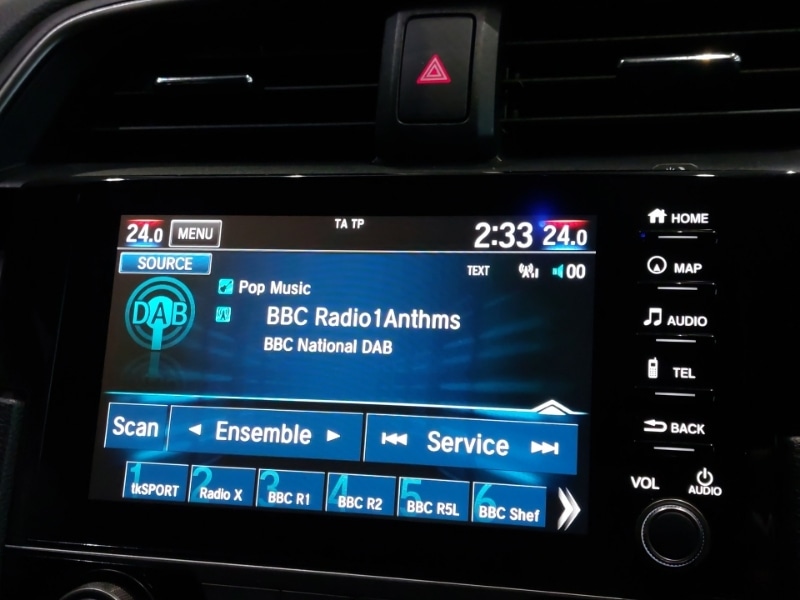 TA TP
24.0 MENU 2:33 24.0
SOURCE
TEXT 00
DAB
Pop Music
BBC Radio1Anthms
BBC National DAB
Scan Ensemble Service
1 tkSPORT 2 Radio X 3 BBC R1 4 BBC R2 5 BBC R5L 6 BBC Shef
HOME
MAP
AUDIO
TEL
BACK
VOL AUDIO